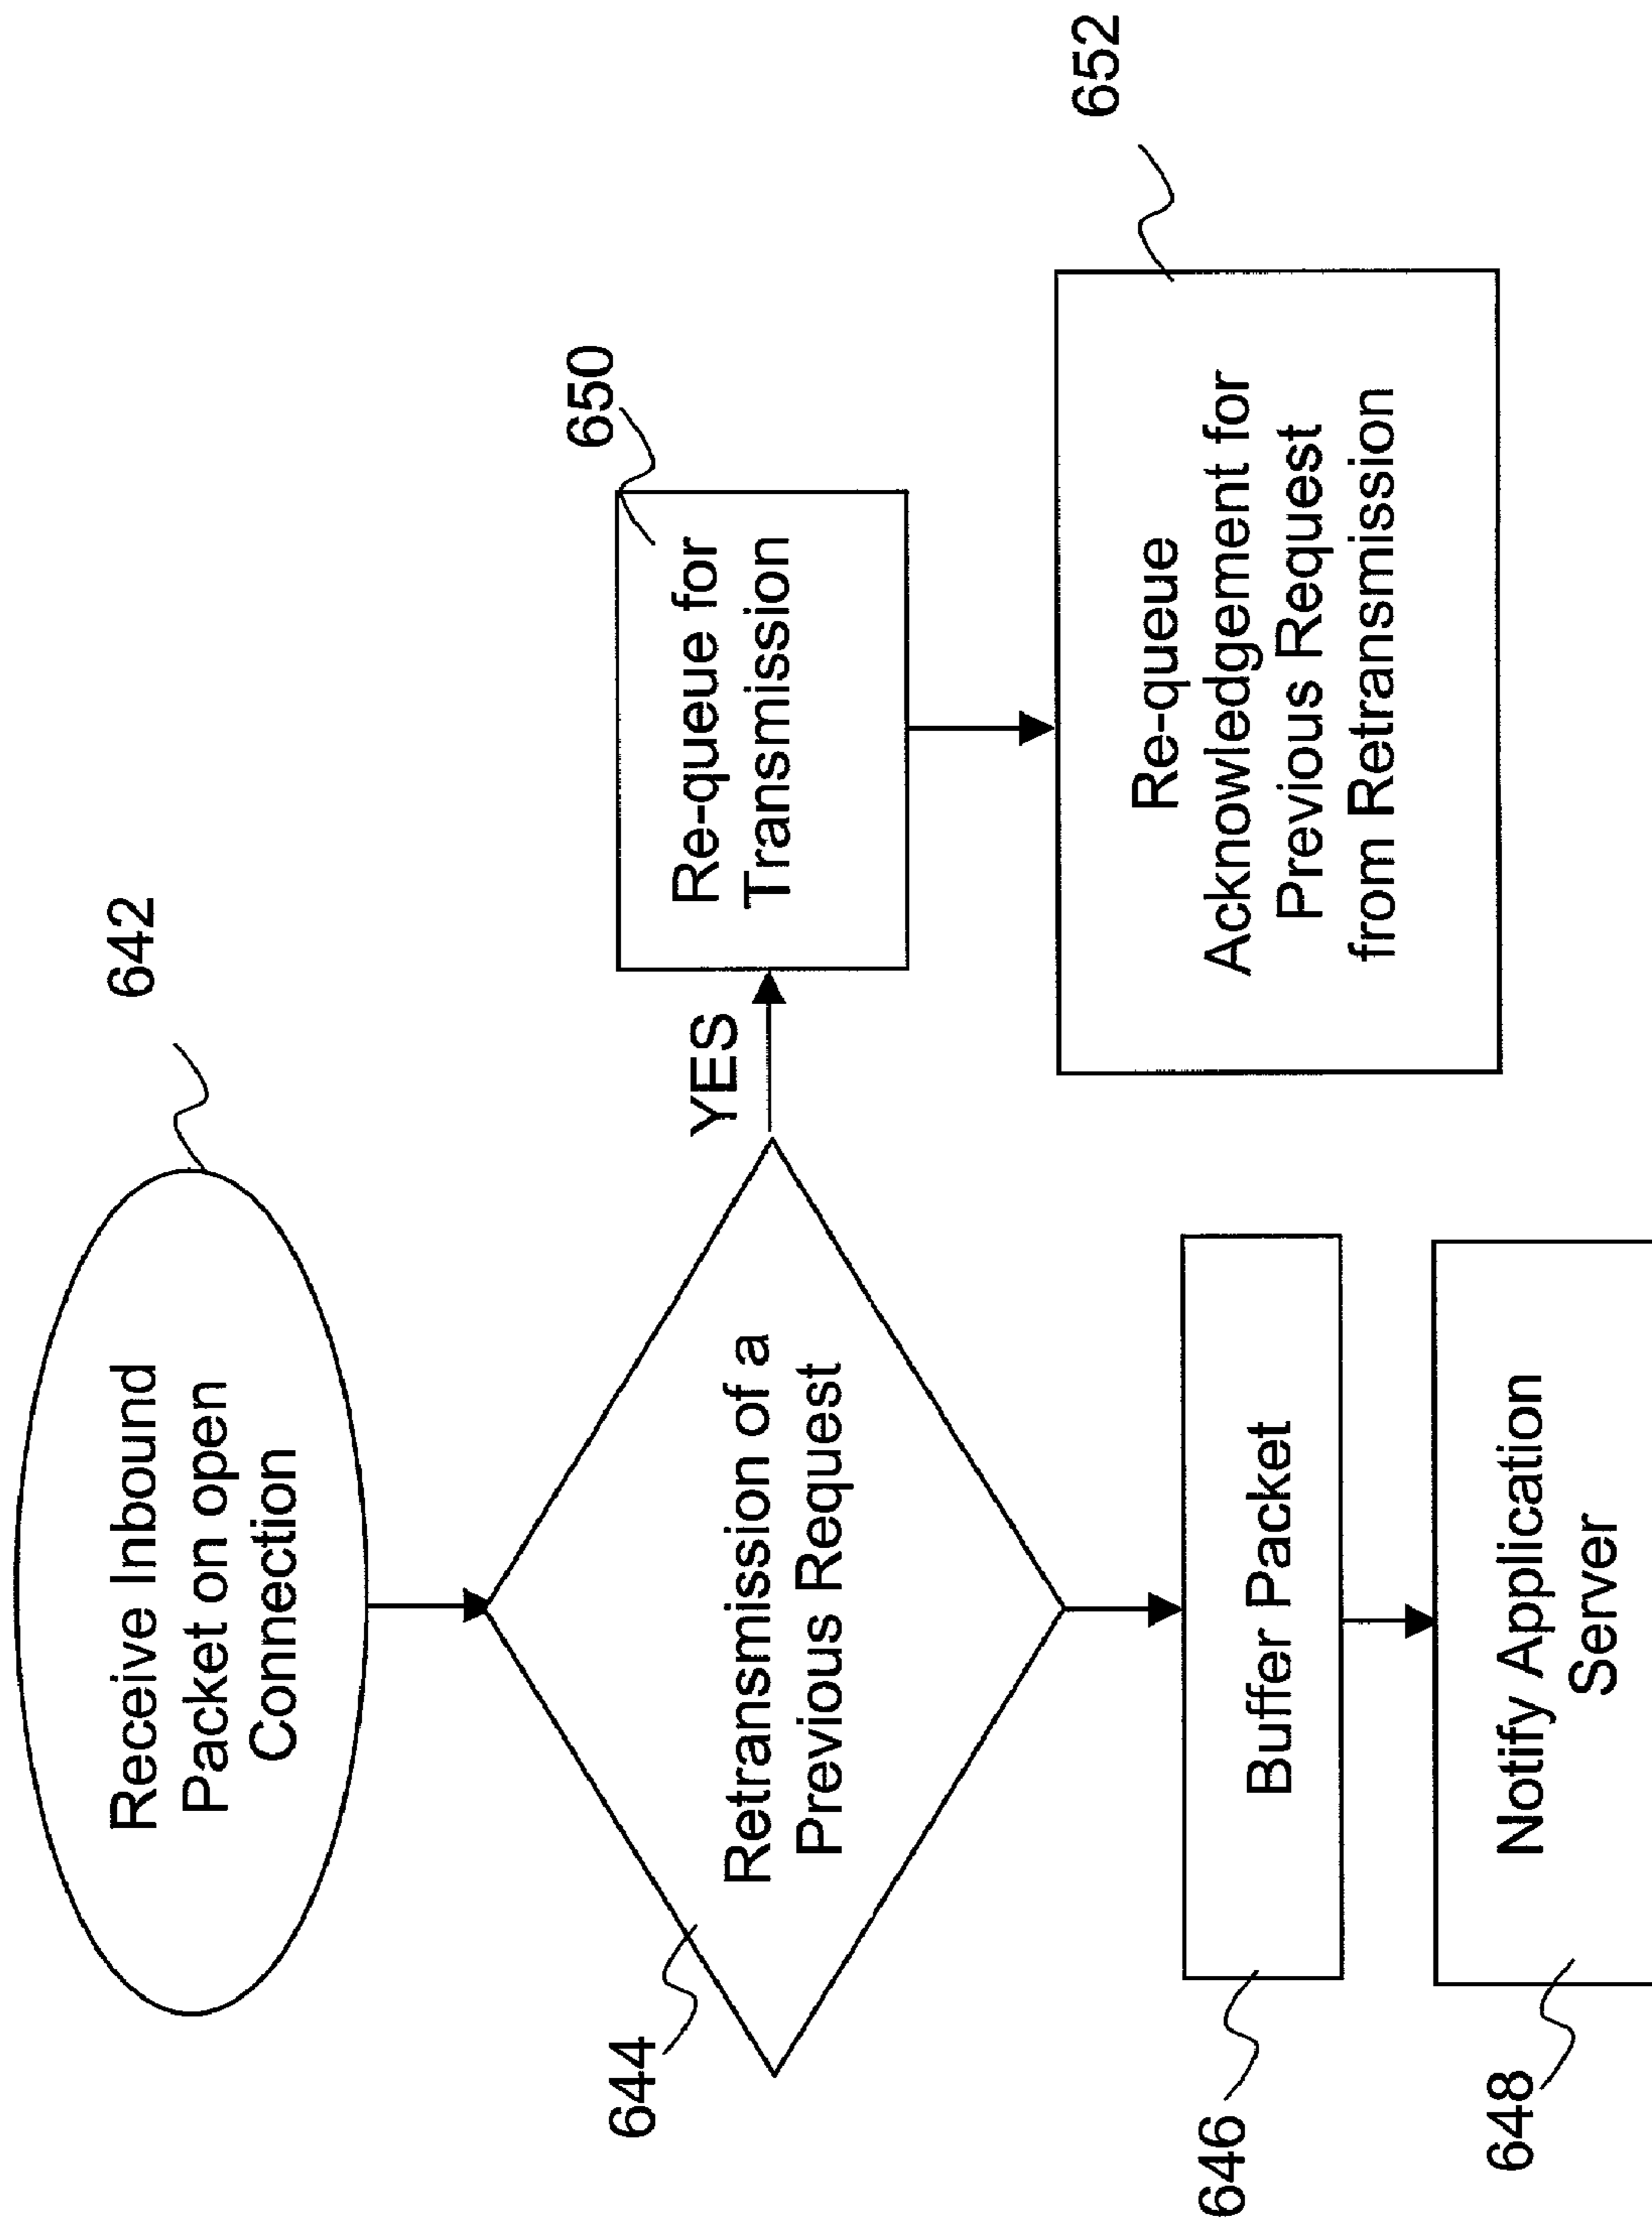 642
Receive Inbound
Packet on open
Connection
644
Retransmission of a
Previous Request
YES
650
Re-queue for
Transmission
652
Re-queue
Acknowledgement for
Previous Request
from Retransmission
646
Buffer Packet
648
Notify Application
Server